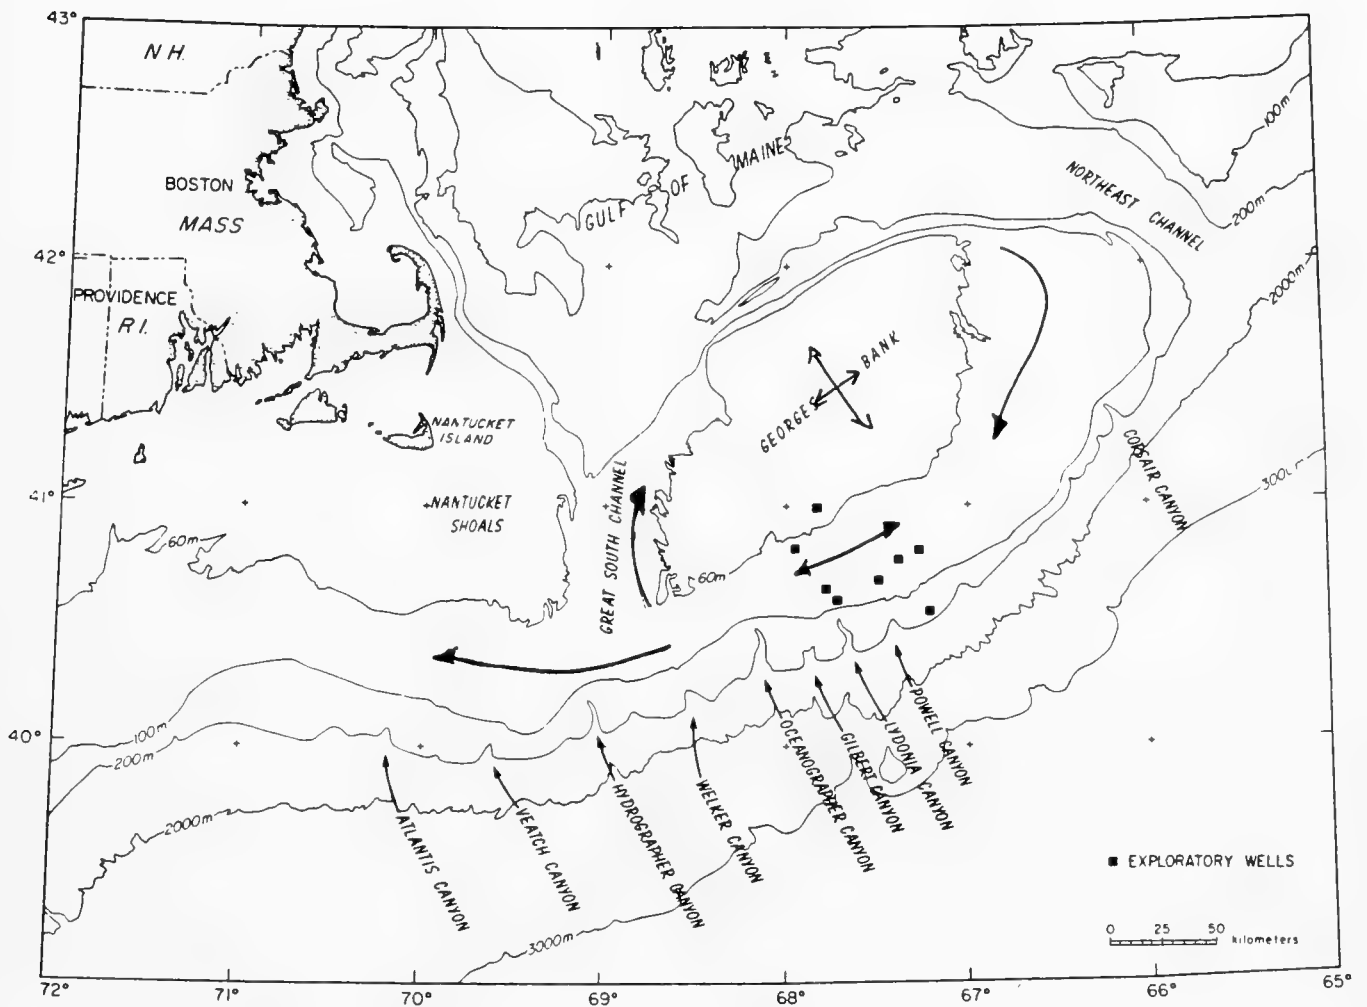 43°
N.H.
BOSTON
MASS
42°
PROVIDENCE
R.I.
GULF OF MAINE
NORTHEAST CHANNEL
100m
200m
2000m
GEORGES BANK
NANTUCKET
ISLAND
NANTUCKET
SHOALS
GREAT SOUTH CHANNEL
CORSAIR CANYON
41°
60m
60m
40°
100m
200m
2000m
3000m
ATLANTIS CANYON
VEATCH CANYON
HYDROGRAPHER CANYON
WELKER CANYON
OCEANOGRAPHER CANYON
GILBERT CANYON
LYDONIA CANYON
POWELL CANYON
EXPLORATORY WELLS
0 25 50
kilometers
72° 71° 70° 69° 68° 67° 66° 65°